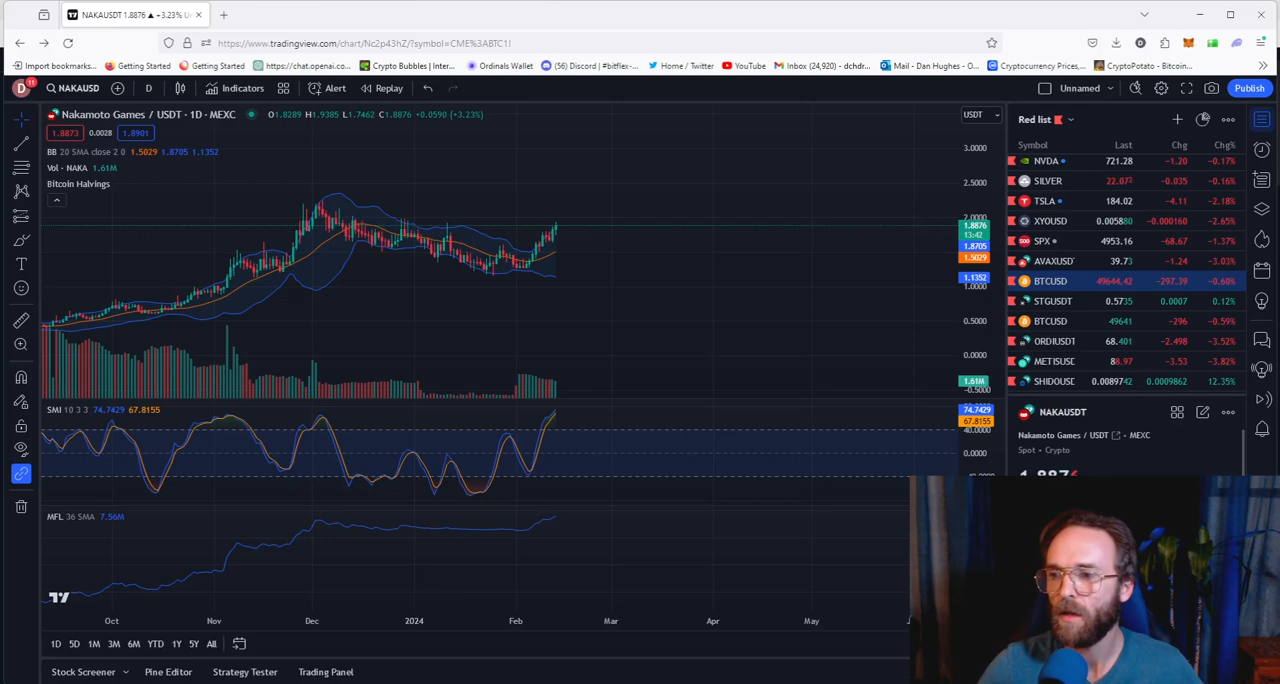 NAKAUSDT 1.8876 ▲ +3.23% Un
https://www.tradingview.com/chart/Nc2p43hZ/?symbol=CME%3ABTC1!
Import bookmarks...
Getting Started
Getting Started
https://chat.openai.co...
Crypto Bubbles | Inter...
Ordinals Wallet
(56) Discord | #bitflex-...
Home / Twitter
YouTube
Inbox (24,920) - dchdr...
Mail - Dan Hughes - O...
Cryptocurrency Prices,...
CryptoPotato - Bitcoin...
D
11
NAKAUSD
D
Indicators
Alert
Replay
Unnamed
Publish
Nakamoto Games / USDT · 1D · MEXC
O1.8289 H1.9385 L1.7462 C1.8876 +0.0590 (+3.23%)
1.8873
0.0028
1.8901
BB 20 SMA close 2 0 1.5029 1.8705 1.1352
Vol · NAKA 1.61M
Bitcoin Halvings
USDT
3.0000
2.5000
2.0000
1.8876
13:42
1.8705
1.5029
1.1352
1.0000
0.5000
0.0000
1.61M
-0.5000
SMI 10 3 3 74.7429 67.8155
74.7429
67.8155
40.0000
0.0000
MFL 36 SMA 7.56M
Oct
Nov
Dec
2024
Feb
Mar
Apr
May
1D 5D 1M 3M 6M YTD 1Y 5Y All
Stock Screener
Pine Editor
Strategy Tester
Trading Panel
Red list
Symbol Last Chg Chg%
NVDA 721.28 -1.20 -0.17%
SILVER 22.072 -0.035 -0.16%
TSLA 184.02 -4.11 -2.18%
XYOUSD 0.005880 -0.000160 -2.65%
SPX 4953.16 -68.67 -1.37%
AVAXUSD 39.73 -1.24 -3.03%
BTCUSD 49644.42 -297.39 -0.60%
STGUSDT 0.5735 0.0007 0.12%
BTCUSD 49641 -296 -0.59%
ORDIUSDT 68.401 -2.498 -3.52%
METISUSD 88.97 -3.53 -3.82%
SHIDOUSD 0.0089742 0.0009862 12.35%
NAKAUSDT
Nakamoto Games / USDT
MEXC
Spot • Crypto